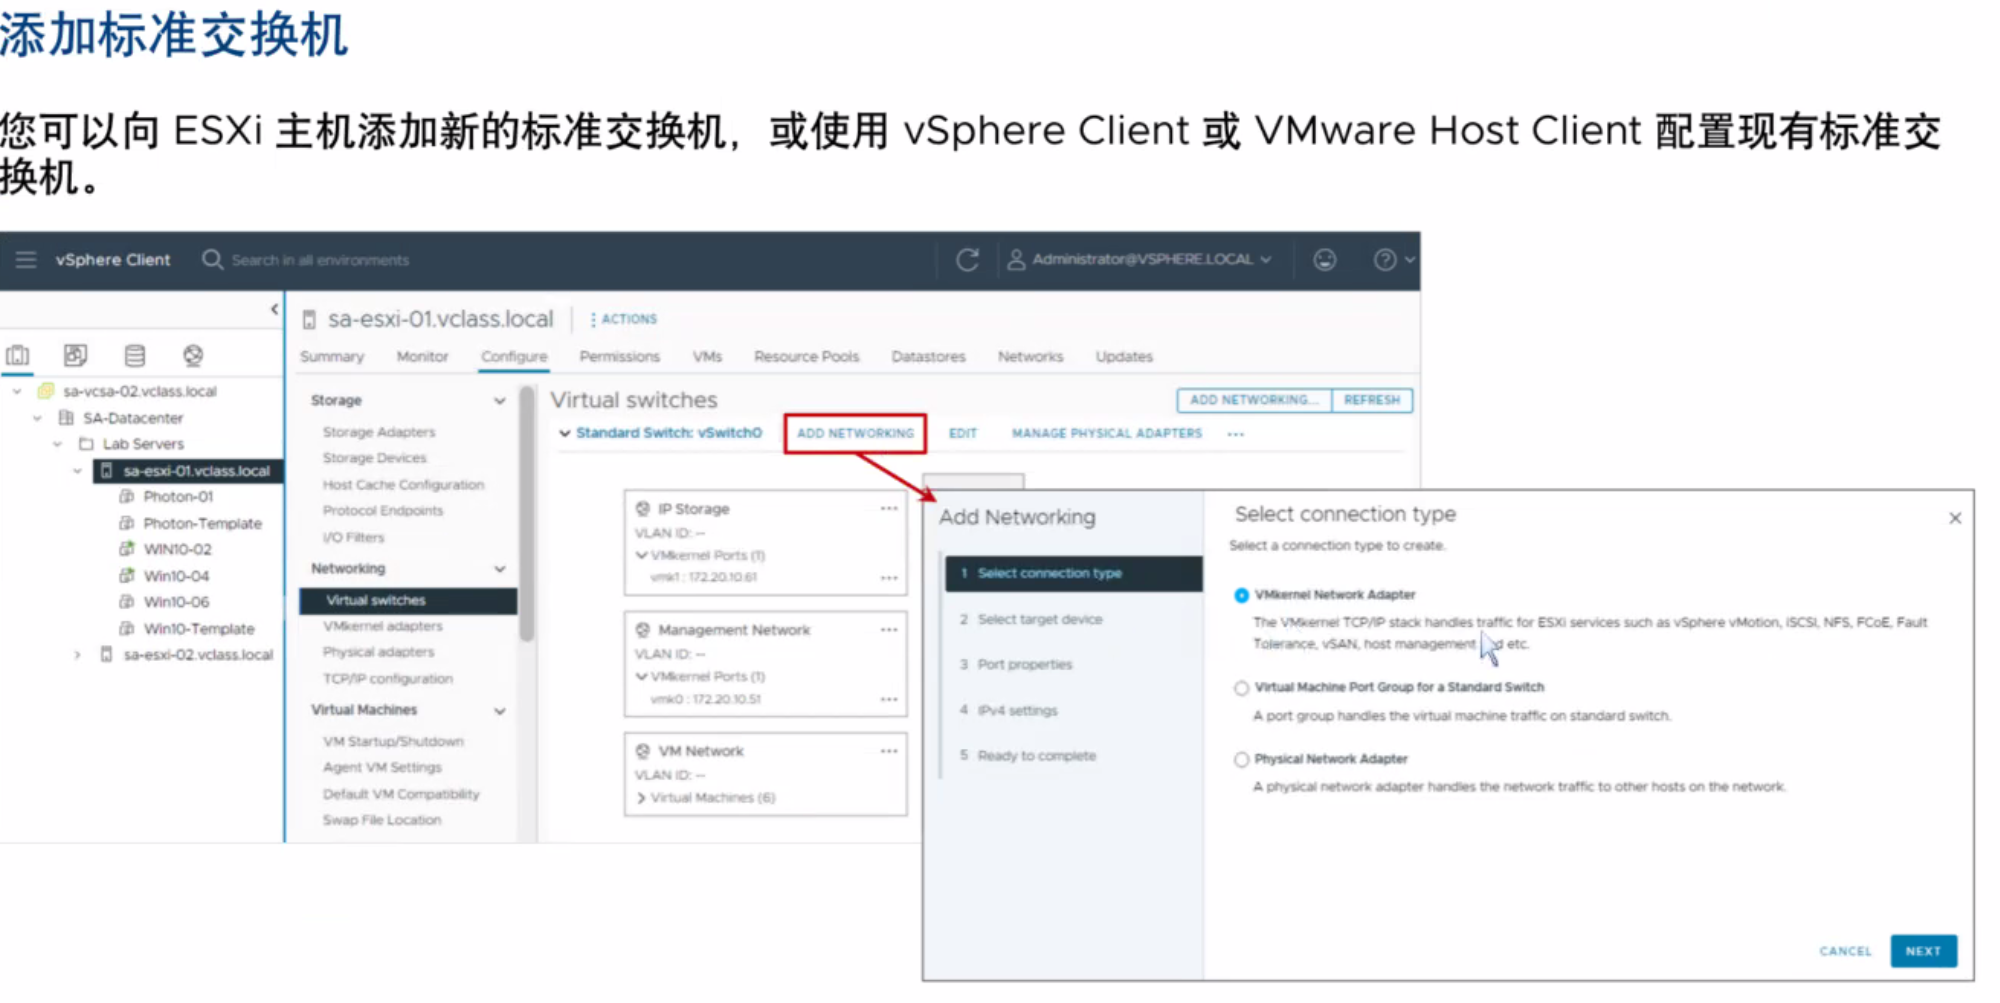 添加标准交换机
您可以向 ESXi 主机添加新的标准交换机，或使用 vSphere Client 或 VMware Host Client 配置现有标准交
换机。
vSphere Client
Search in all environments
Administrator@VSPHERE.LOCAL
sa-esxi-01.vclass.local
ACTIONS
Summary Monitor Configure Permissions VMs Resource Pools Datastores Networks Updates
sa-vcsa-02.vclass.local
SA-Datacenter
Lab Servers
sa-esxi-01.vclass.local
Photon-01
Photon-Template
WIN10-02
Win10-04
Win10-06
Win10-Template
sa-esxi-02.vclass.local
Storage
Storage Adapters
Storage Devices
Host Cache Configuration
Protocol Endpoints
I/O Filters
Networking
Virtual switches
VMkernel adapters
Physical adapters
TCP/IP configuration
Virtual Machines
VM Startup/Shutdown
Agent VM Settings
Default VM Compatibility
Swap File Location
Virtual switches
ADD NETWORKING... REFRESH
Standard Switch: vSwitch0 ADD NETWORKING EDIT MANAGE PHYSICAL ADAPTERS ...
IP Storage ...
VLAN ID: --
VMkernel Ports (1)
vmk1 : 172.20.10.61 ...
Management Network ...
VLAN ID: --
VMkernel Ports (1)
vmk0 : 172.20.10.51 ...
VM Network ...
VLAN ID: --
Virtual Machines (6)
Add Networking
1 Select connection type
2 Select target device
3 Port properties
4 IPv4 settings
5 Ready to complete
Select connection type
Select a connection type to create.
VMkernel Network Adapter
The VMkernel TCP/IP stack handles traffic for ESXi services such as vSphere vMotion, iSCSI, NFS, FCoE, Fault
Tolerance, vSAN, host management etc.
Virtual Machine Port Group for a Standard Switch
A port group handles the virtual machine traffic on standard switch.
Physical Network Adapter
A physical network adapter handles the network traffic to other hosts on the network.
CANCEL NEXT